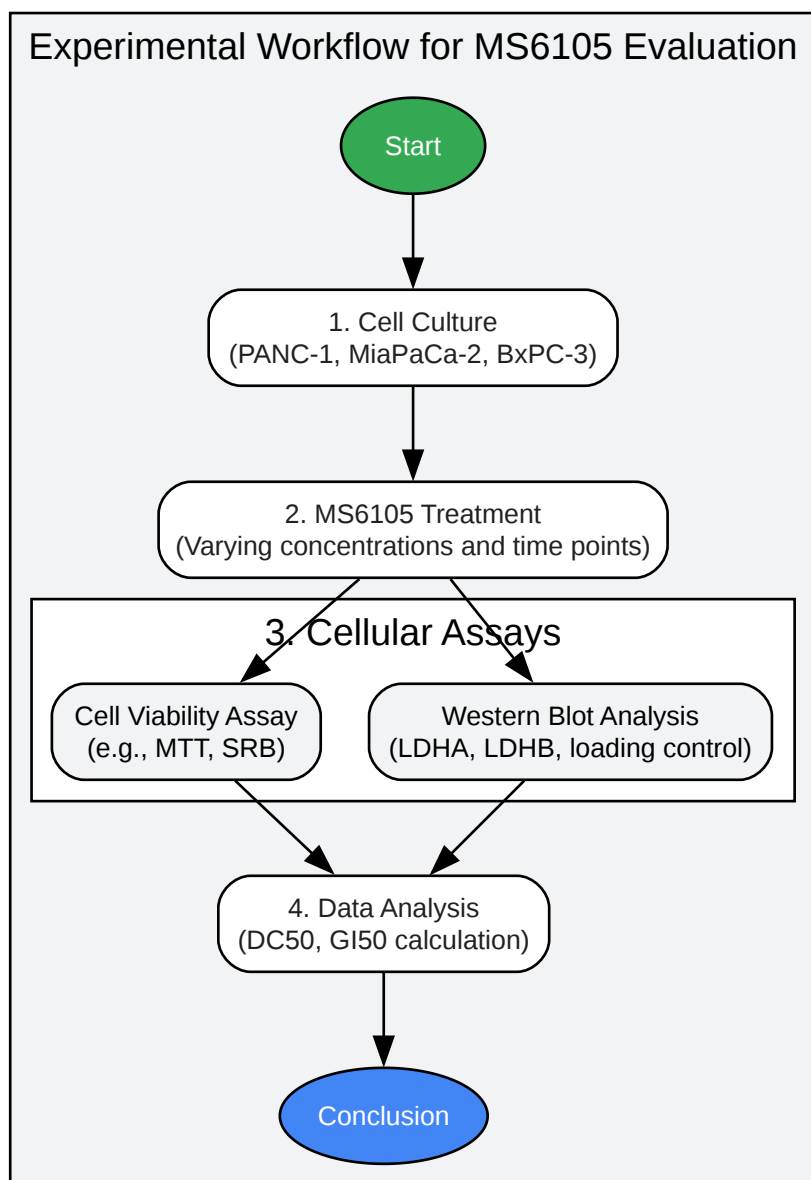 Experimental Workflow for MS6105 Evaluation
Start
1. Cell Culture
(PANC-1, MiaPaCa-2, BxPC-3)
2. MS6105 Treatment
(Varying concentrations and time points)
3. Cellular Assays
Cell Viability Assay
(e.g., MTT, SRB)
Western Blot Analysis
(LDHA, LDHB, loading control)
4. Data Analysis
(DC50, GI50 calculation)
Conclusion